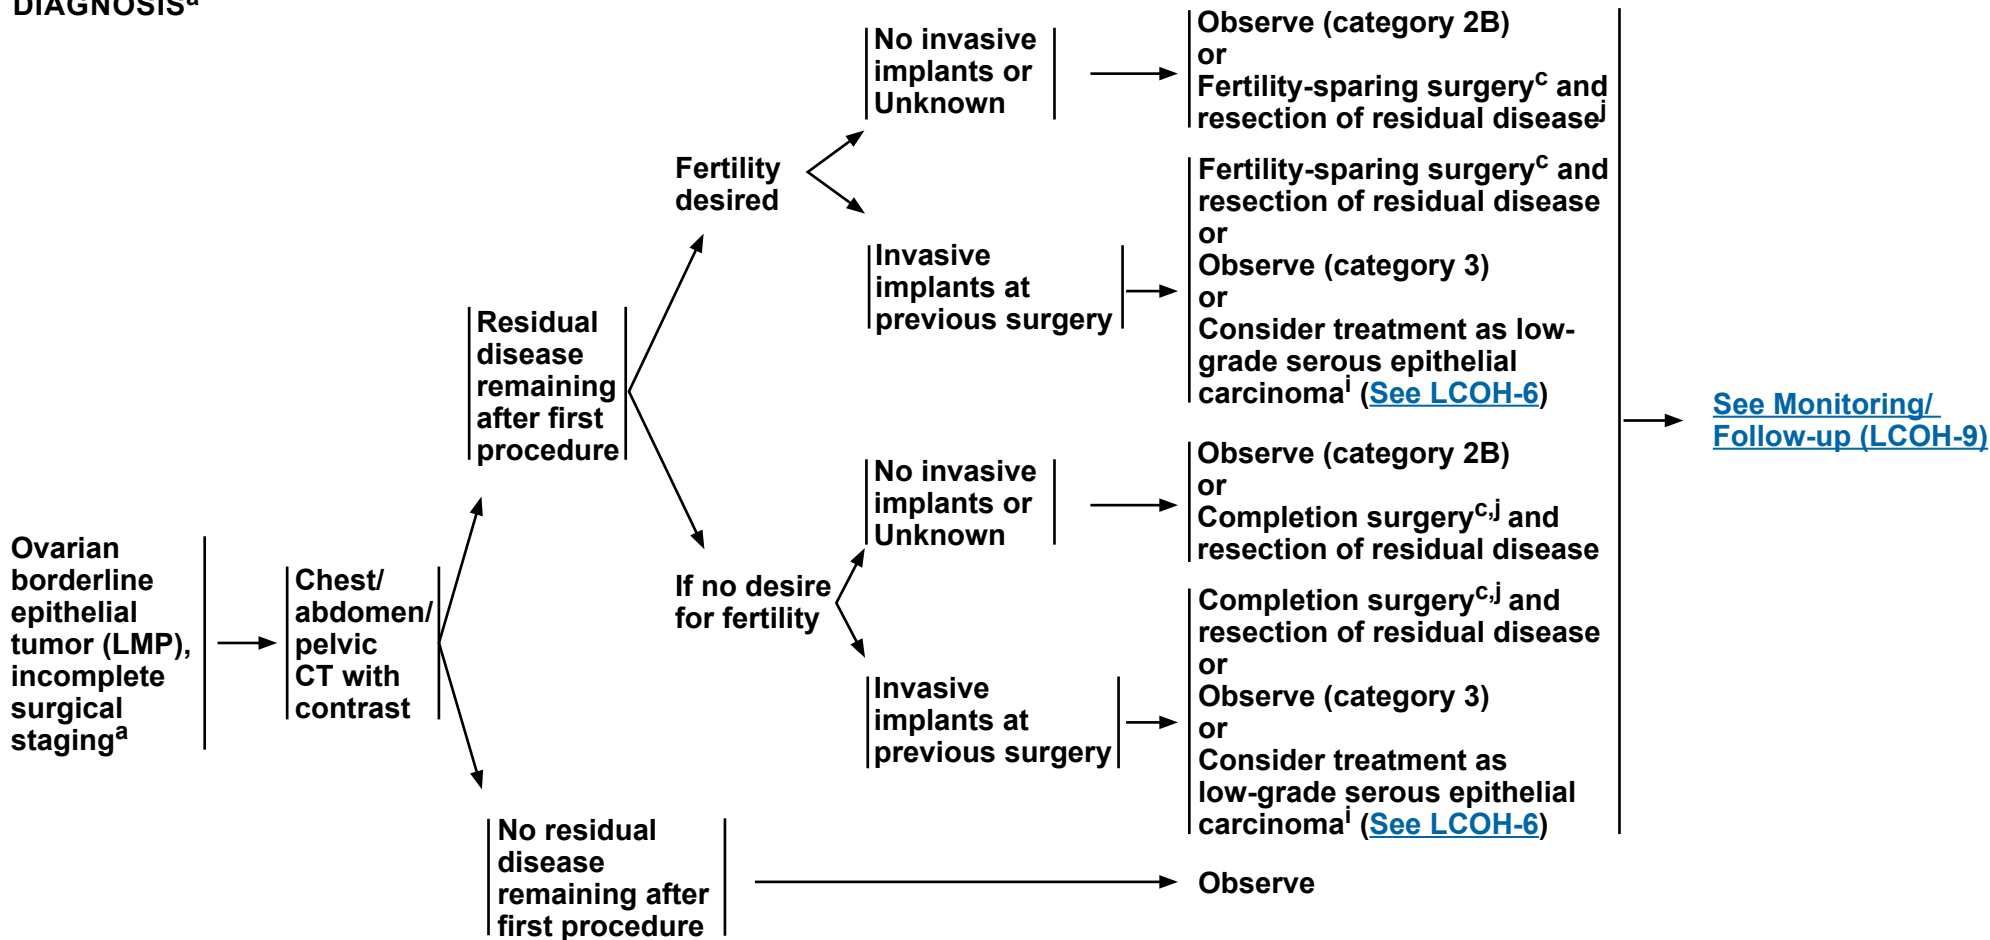 DIAGNOSISa
Ovarian
borderline
epithelial
tumor (LMP),
incomplete
surgical
staginga
Chest/
abdomen/
pelvic
CT with
contrast
Residual
disease
remaining
after first
procedure
No residual
disease
remaining after
first procedure
Fertility
desired
If no desire
for fertility
No invasive
implants or
Unknown
Invasive
implants at
previous surgery
No invasive
implants or
Unknown
Invasive
implants at
previous surgery
Observe (category 2B)
or
Fertility-sparing surgeryc and
resection of residual diseasej
Fertility-sparing surgeryc and
resection of residual disease
or
Observe (category 3)
or
Consider treatment as low-
grade serous epithelial
carcinomai (See LCOH-6)
Observe (category 2B)
or
Completion surgeryc,j and
resection of residual disease
Completion surgeryc,j and
resection of residual disease
or
Observe (category 3)
or
Consider treatment as
low-grade serous epithelial
carcinomai (See LCOH-6)
Observe
See Monitoring/
Follow-up (LCOH-9)